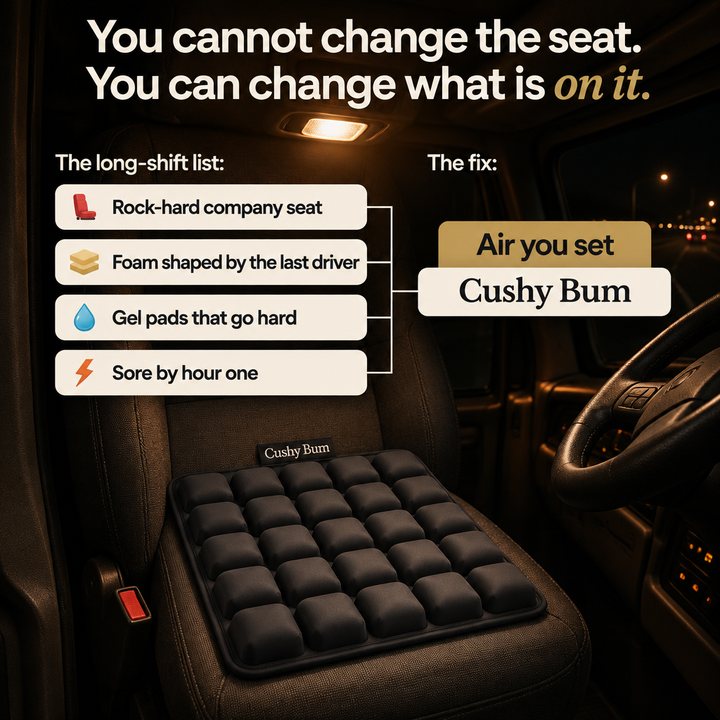 You cannot change the seat.
You can change what is on it.
The long-shift list:
Rock-hard company seat
Foam shaped by the last driver
Gel pads that go hard
Sore by hour one
The fix:
Air you set
Cushy Bum
Cushy Bum